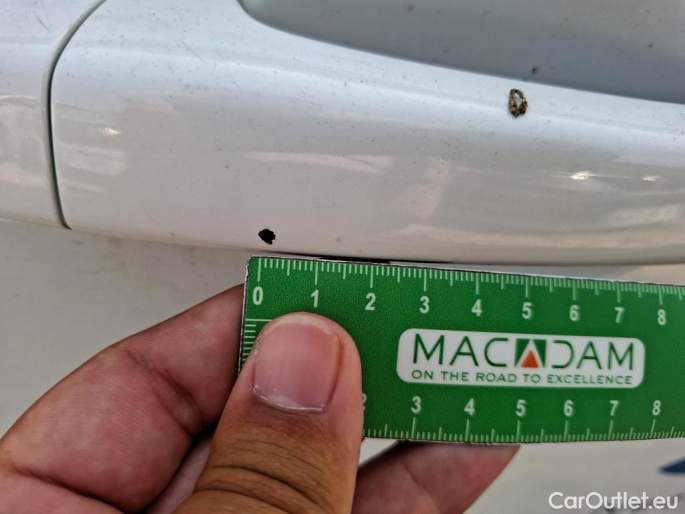 0 1 2 3 4 5 6 7 8
MACADAM
ON THE ROAD TO EXCELLENCE
2 3 4 5 6 7 8
CarOutlet.eu